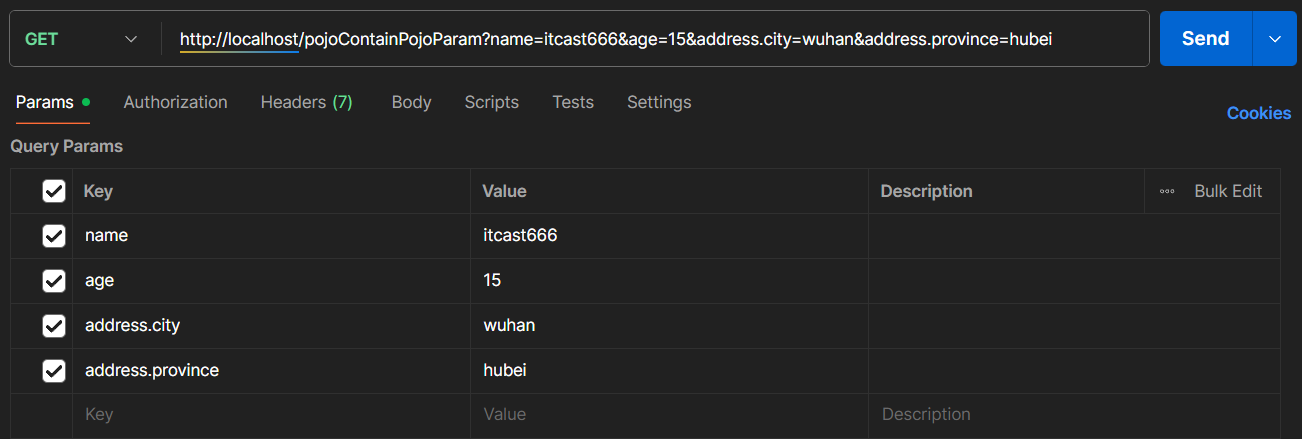 GET http://localhost/pojoContainPojoParam?name=itcast666&age=15&address.city=wuhan&address.province=hubei Send
Params Authorization Headers (7) Body Scripts Tests Settings Cookies
Query Params
Key Value Description ooo Bulk Edit
name itcast666
age 15
address.city wuhan
address.province hubei
Key Value Description